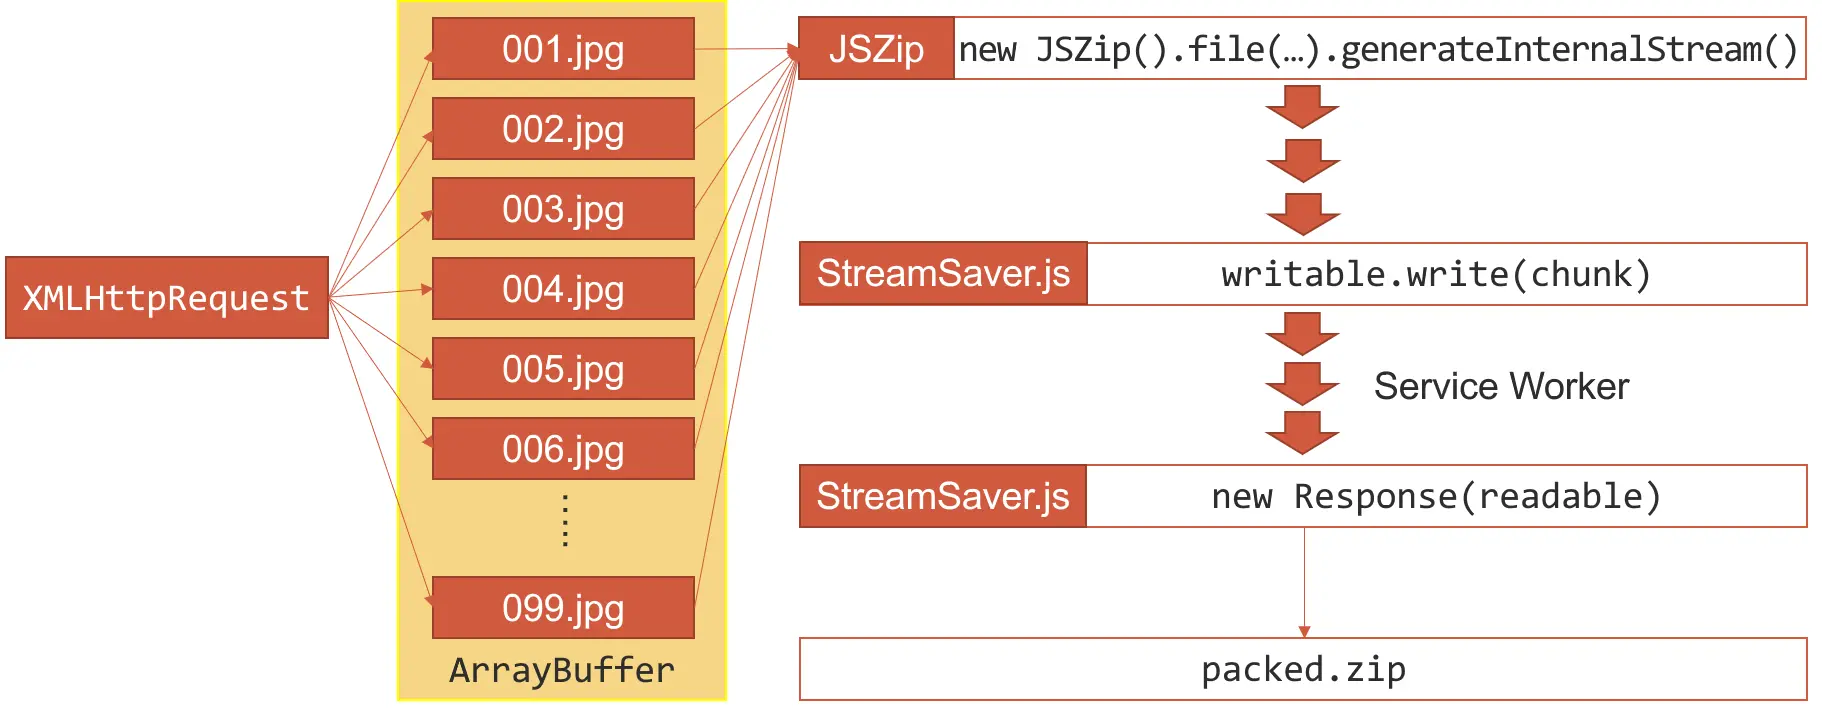 XMLHttpRequest
001.jpg
002.jpg
003.jpg
004.jpg
005.jpg
006.jpg
......
099.jpg
ArrayBuffer
JSZip
new JSZip().file(…).generateInternalStream()
StreamSaver.js
writable.write(chunk)
Service Worker
StreamSaver.js
new Response(readable)
packed.zip